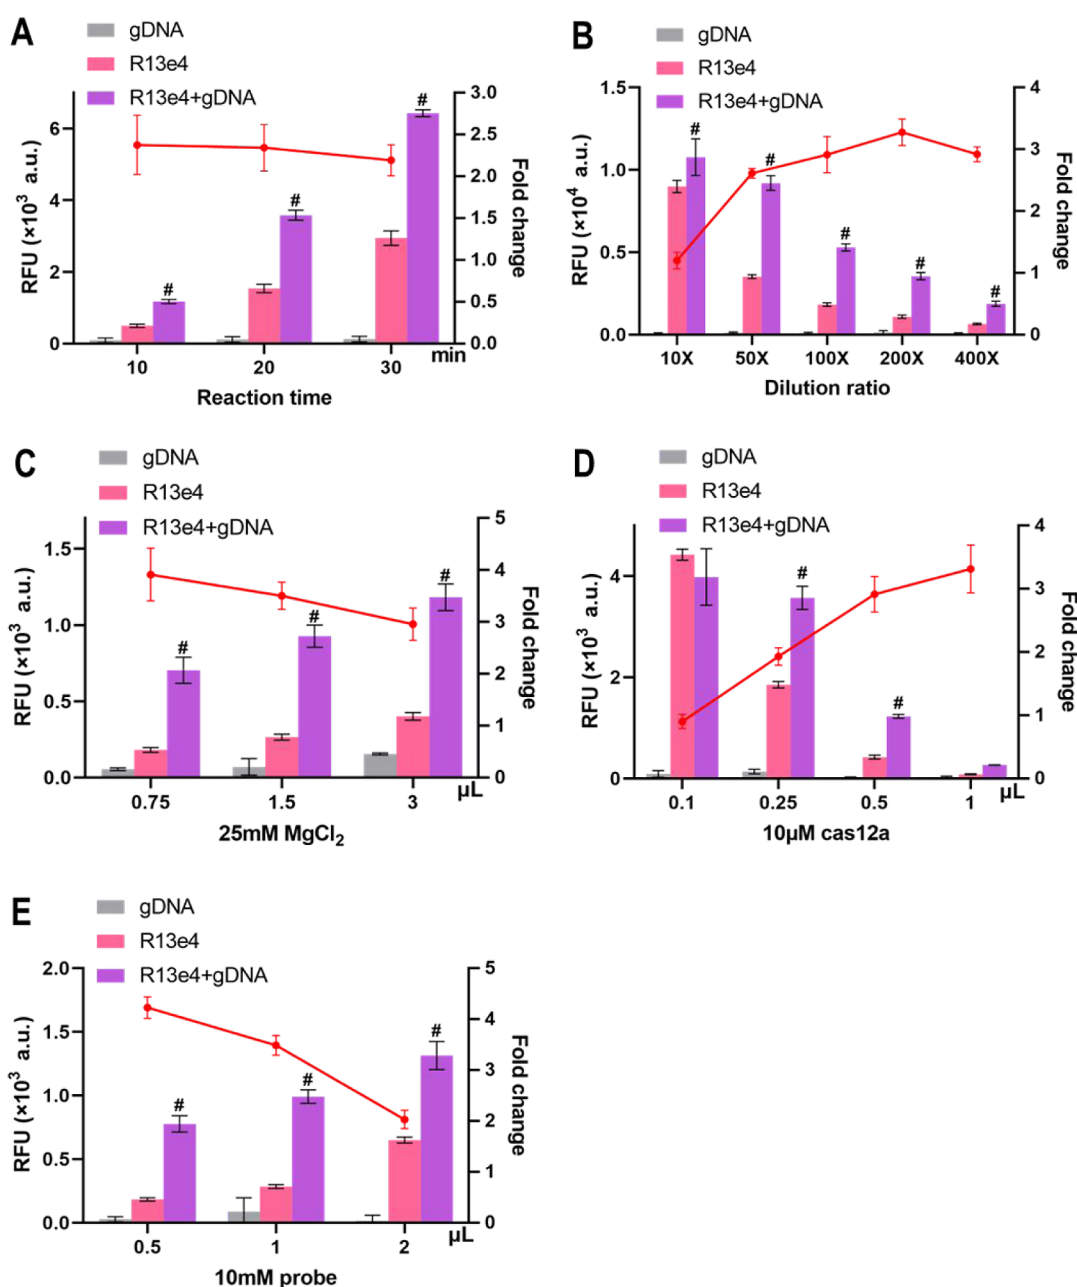 A
gDNA
R13e4
R13e4+gDNA
RFU (×10³ a.u.)
6
4
2
0
3.0
2.5
2.0
1.5
1.0
0.5
0.0
Fold change
# # #
10 20 30 min
Reaction time
B
gDNA
R13e4
R13e4+gDNA
RFU (×10⁴ a.u.)
1.5
1.0
0.5
0.0
4
3
2
1
0
Fold change
# # # # #
10X 50X 100X 200X 400X
Dilution ratio
C
gDNA
R13e4
R13e4+gDNA
RFU (×10³ a.u.)
1.5
1.0
0.5
0.0
5
4
3
2
1
0
Fold change
# # #
0.75 1.5 3 μL
25mM MgCl₂
D
gDNA
R13e4
R13e4+gDNA
RFU (×10³ a.u.)
4
2
0
4
3
2
1
0
Fold change
# #
0.1 0.25 0.5 1 μL
10μM cas12a
E
gDNA
R13e4
R13e4+gDNA
RFU (×10³ a.u.)
2.0
1.5
1.0
0.5
0.0
5
4
3
2
1
0
Fold change
# # #
0.5 1 2 μL
10mM probe